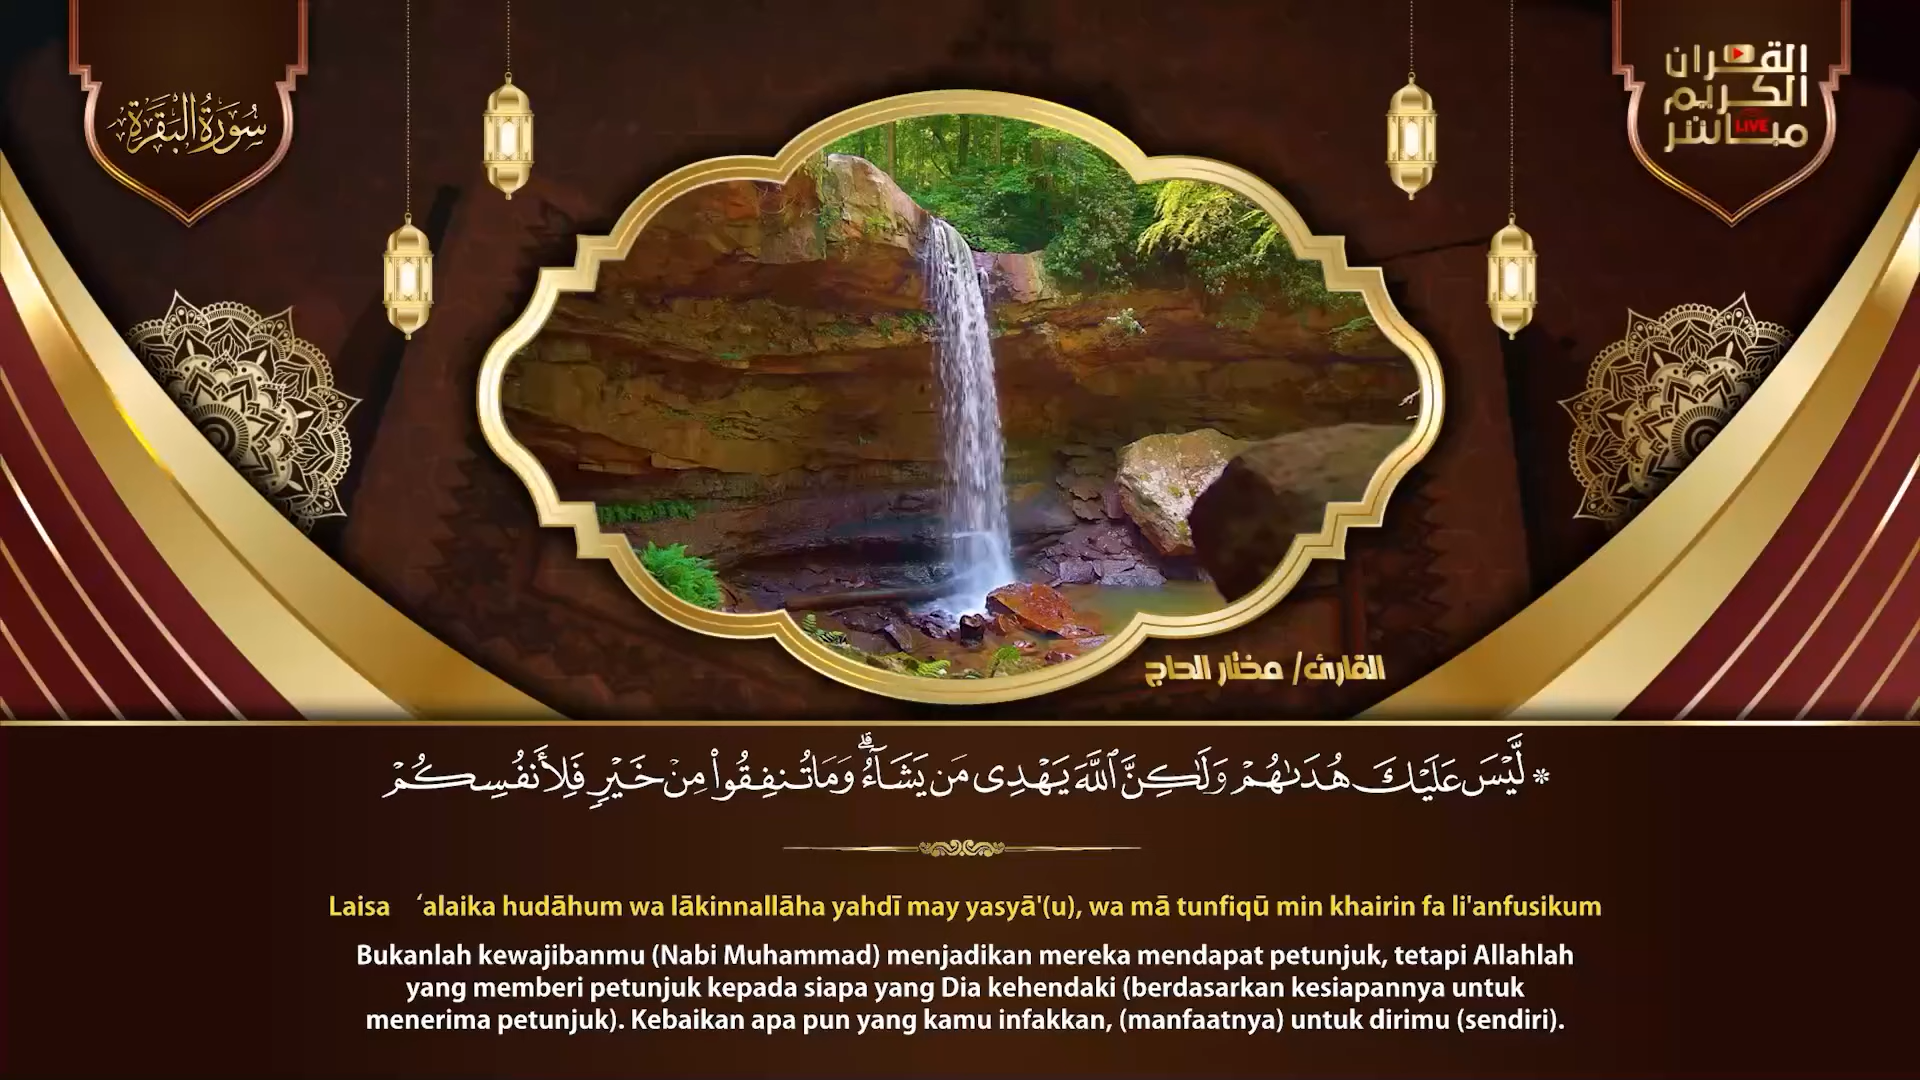 سُورَةُ البَقَرَة
القران
الكريم
مباشر
LIVE
القارئ/ مختار الحاج
* لَّيْسَ عَلَيْكَ هُدَىٰهُمْ وَلَٰكِنَّ ٱللَّهَ يَهْدِى مَن يَشَآءُ ۗ وَمَا تُنفِقُوا۟ مِنْ خَيْرٍ فَلِأَنفُسِكُمْ
Laisa ‘alaika hudāhum wa lākinnallāha yahdī may yasyā'(u), wa mā tunfiqū min khairin fa li'anfusikum
Bukanlah kewajibanmu (Nabi Muhammad) menjadikan mereka mendapat petunjuk, tetapi Allahlah
yang memberi petunjuk kepada siapa yang Dia kehendaki (berdasarkan kesiapannya untuk
menerima petunjuk). Kebaikan apa pun yang kamu infakkan, (manfaatnya) untuk dirimu (sendiri).